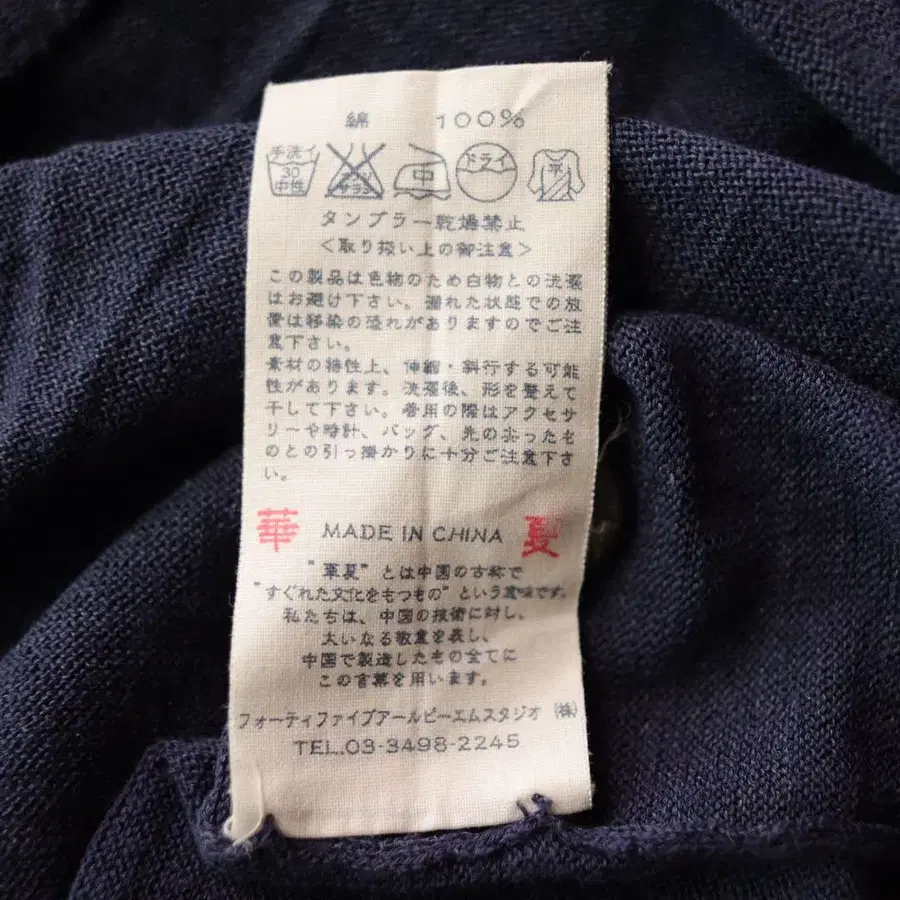 綿 100%
手洗イ
30
中性
サラシ
中
ドライ
平
タンブラー乾燥禁止
<取り扱い上の御注意>
この製品は色物のため白物との洗濯
はお避け下さい。濡れた状態での放
置は移染の恐れがありますのでご注
意下さい。
素材の特性上、伸縮・斜行する可能
性があります。洗濯後、形を整えて
干して下さい。着用の際はアクセサ
リーや時計、バッグ、先の尖ったも
のとの引っ掛かりに十分ご注意下さ
い。
華 MADE IN CHINA 夏
"華夏" とは中国の古称で
"すぐれた文化をもつもの" という意味です。
私たちは、中国の技術に対し、
大いなる敬意を表し、
中国で製造したもの全てに
この言葉を用います。
フォーティファイブアールピーエムスタジオ (株)
TEL.03-3498-2245